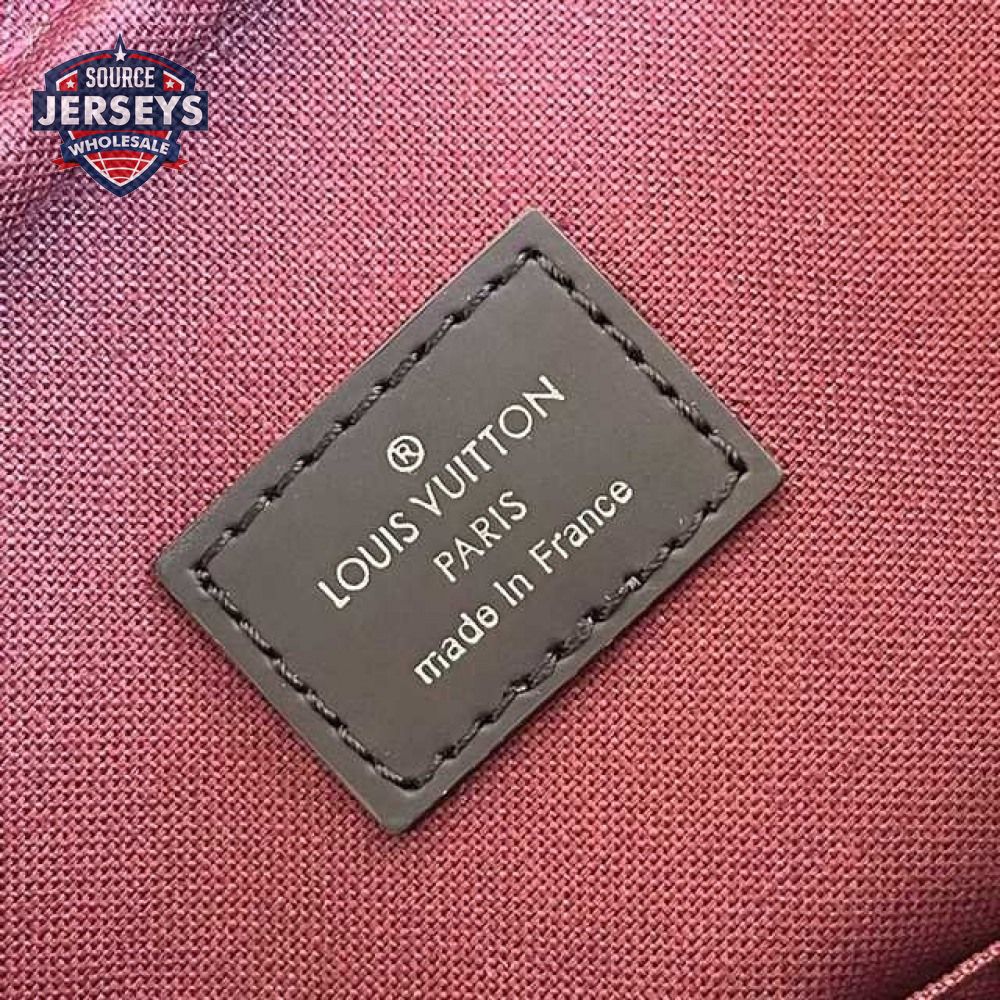 SOURCE
JERSEYS
WHOLESALE
®
LOUIS VUITTON
PARIS
made In France